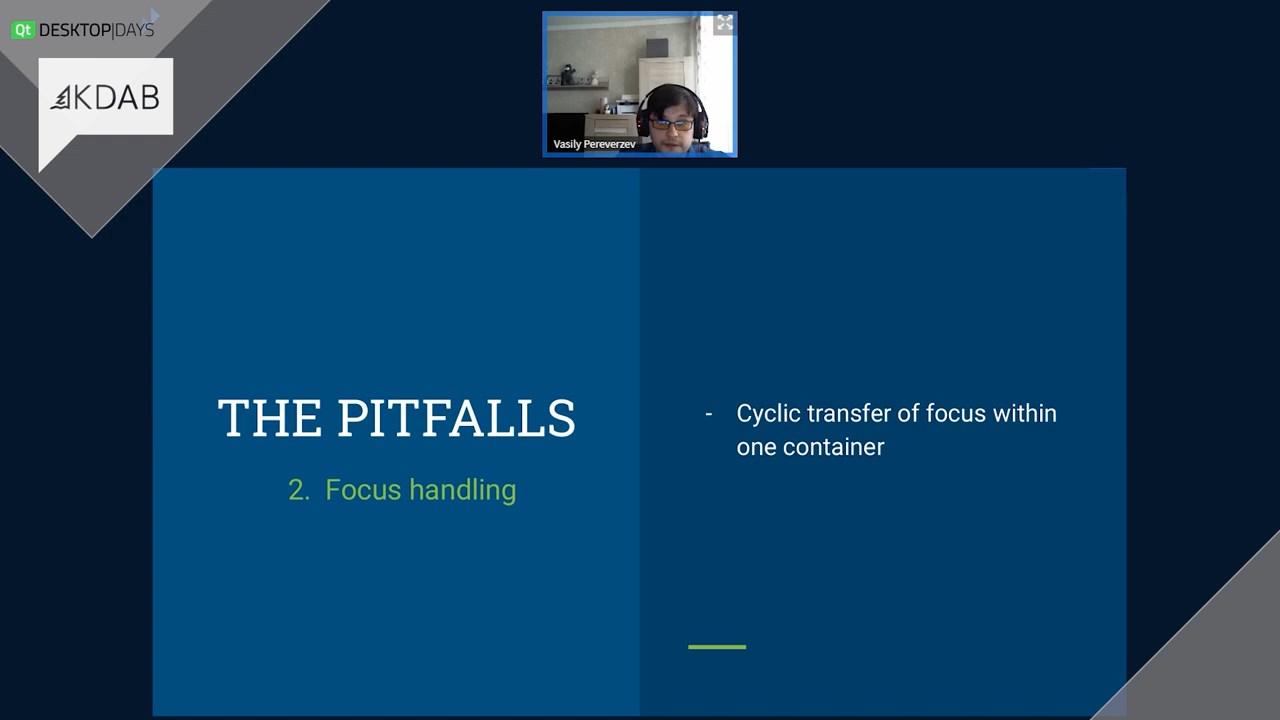 Qt DESKTOP|DAYS
KDAB
Vasily Pereverzev
THE PITFALLS
2. Focus handling
- Cyclic transfer of focus within
one container